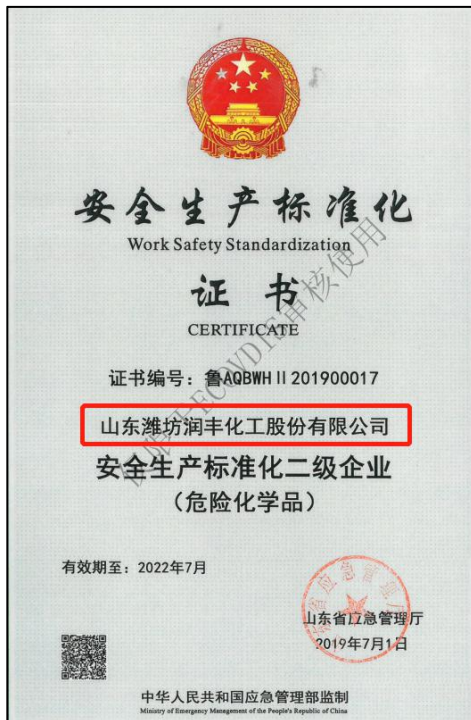 安全生产标准化
Work Safety Standardization
证书
CERTIFICATE
证书编号：鲁AQBWHⅡ201900017
山东潍坊润丰化工股份有限公司
安全生产标准化二级企业
（危险化学品）
有效期至：2022年7月
山东省应急管理厅
2019年7月1日
中华人民共和国应急管理部监制
Ministry of Emergency Management of the People's Republic of China